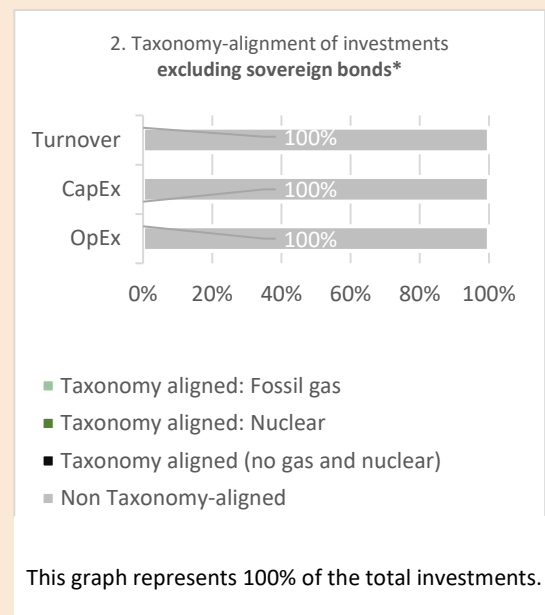 2. Taxonomy-alignment of investments
excluding sovereign bonds*
Turnover
100%
CapEx
100%
OpEx
100%
0% 20% 40% 60% 80% 100%
Taxonomy aligned: Fossil gas
Taxonomy aligned: Nuclear
Taxonomy aligned (no gas and nuclear)
Non Taxonomy-aligned
This graph represents 100% of the total investments.